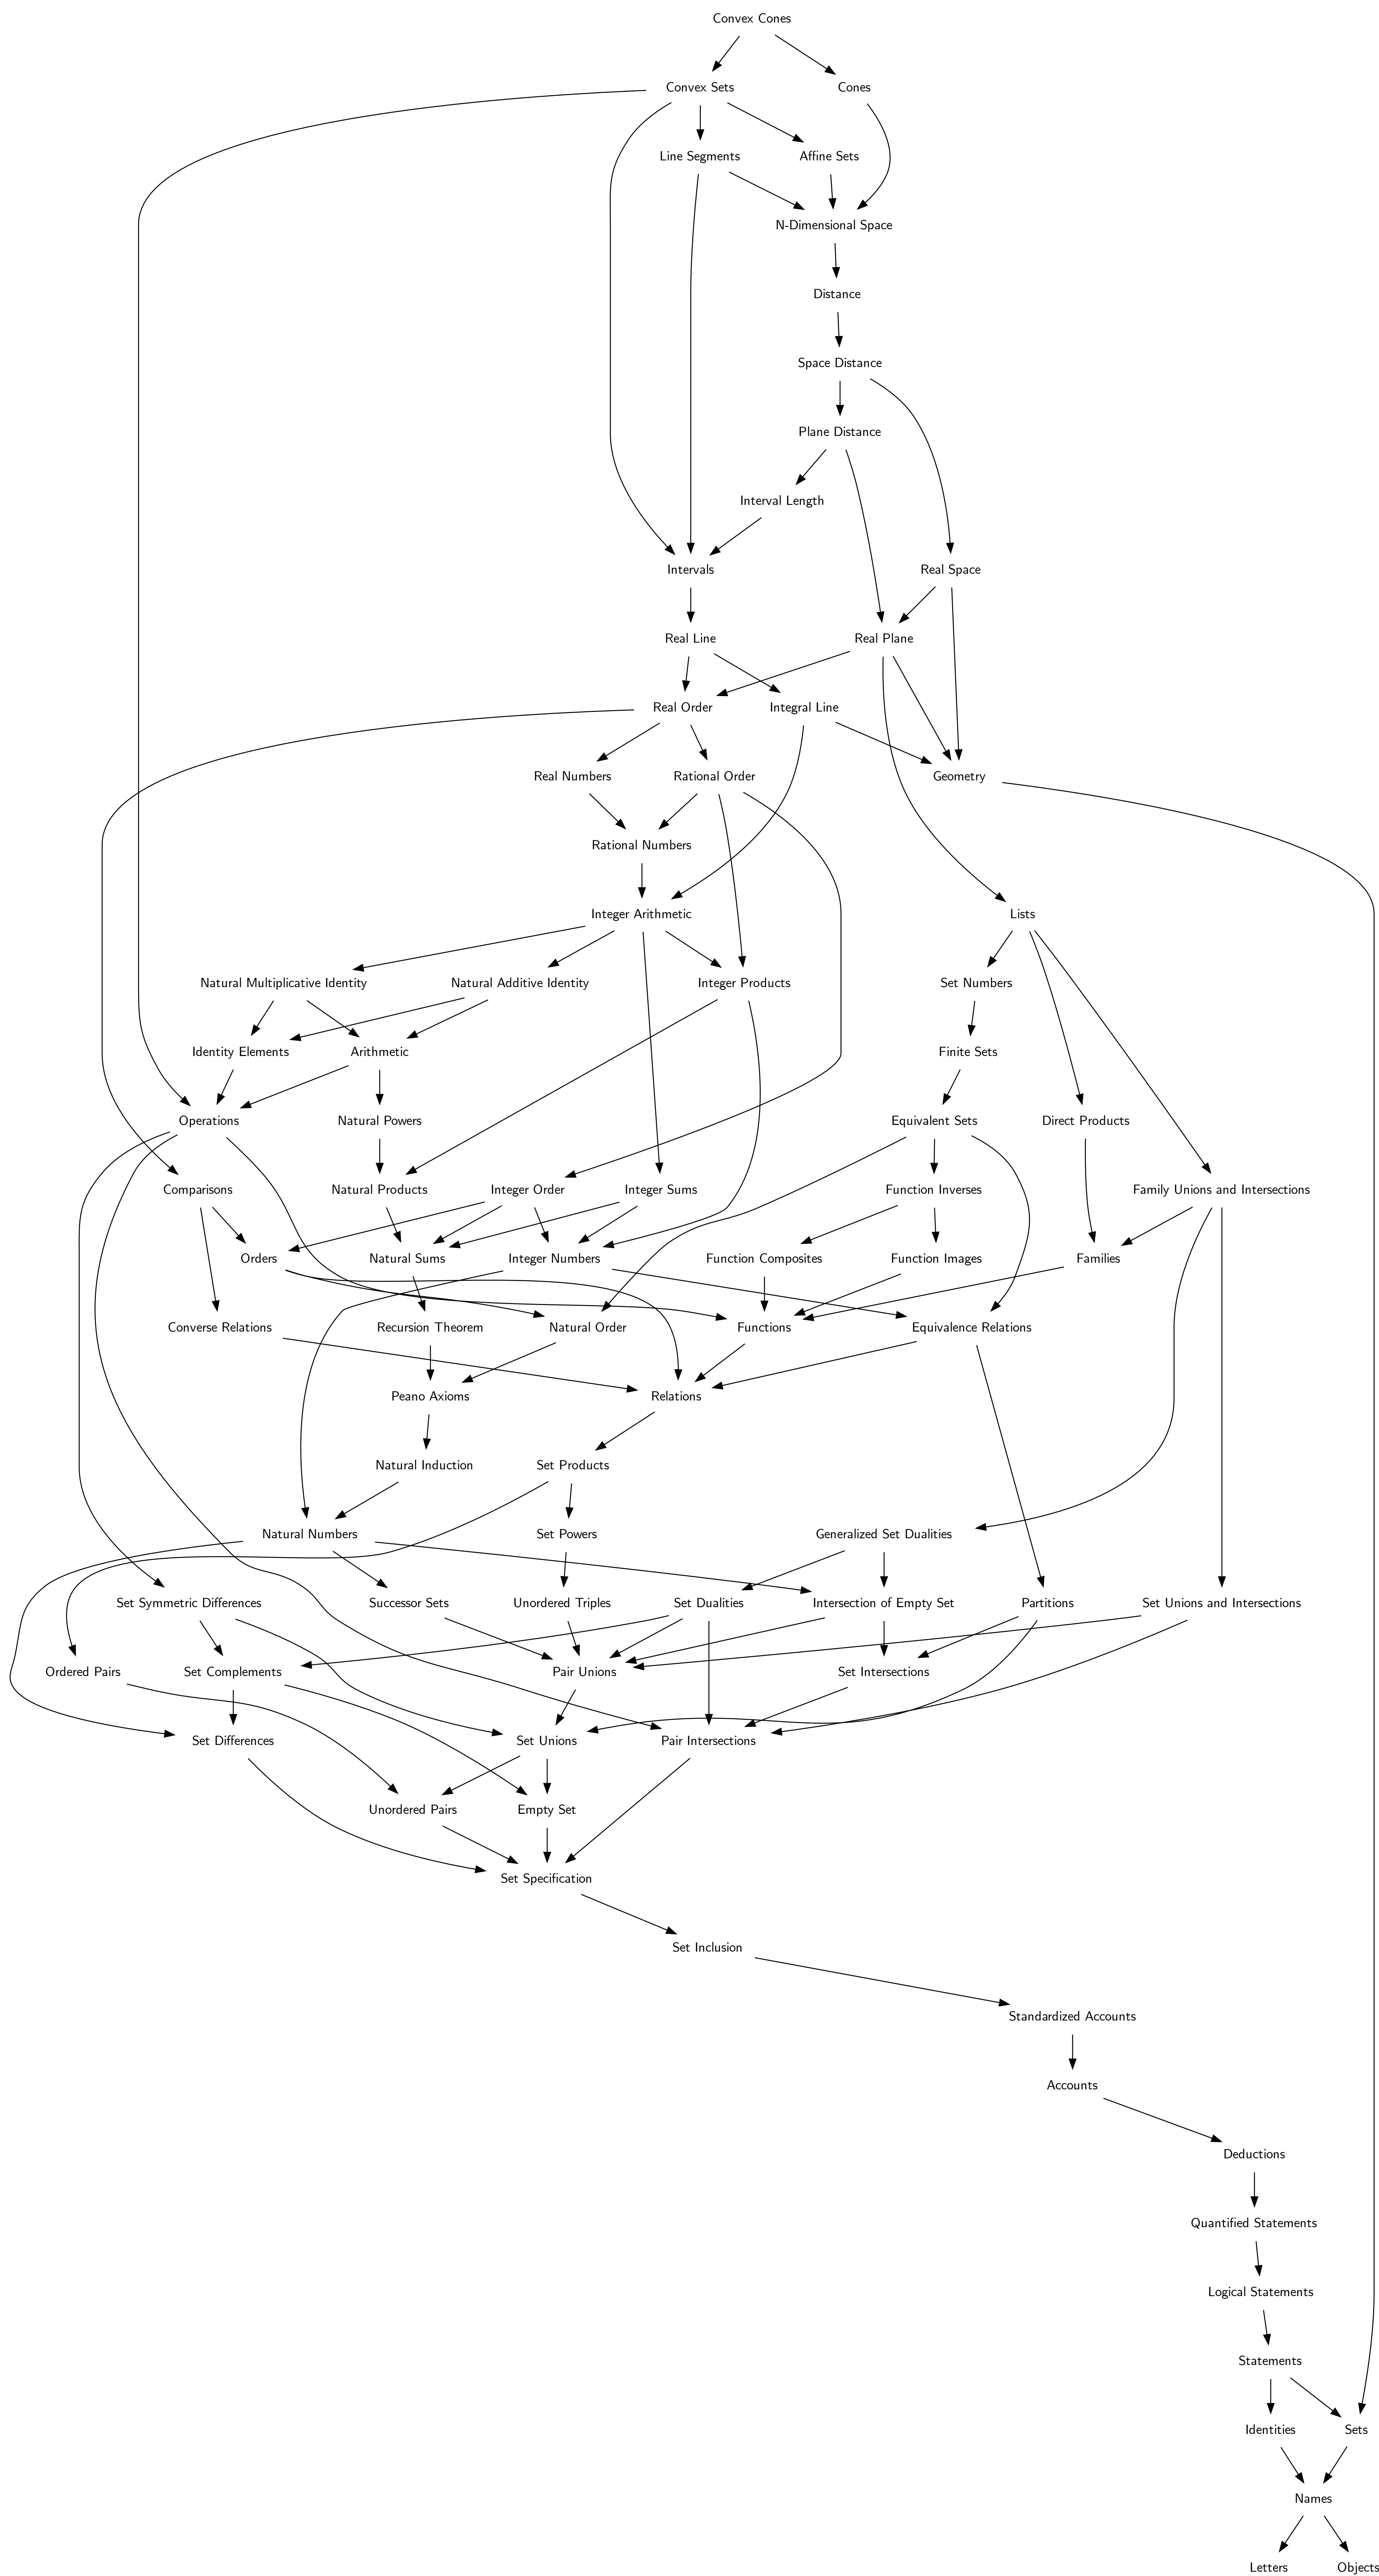 Convex Cones
Convex Sets
Cones
Line Segments
Affine Sets
N-Dimensional Space
Distance
Space Distance
Plane Distance
Interval Length
Intervals
Real Space
Real Line
Real Plane
Real Order
Integral Line
Real Numbers
Rational Order
Geometry
Rational Numbers
Integer Arithmetic
Lists
Natural Multiplicative Identity
Natural Additive Identity
Integer Products
Set Numbers
Identity Elements
Arithmetic
Finite Sets
Operations
Natural Powers
Equivalent Sets
Direct Products
Comparisons
Natural Products
Integer Order
Integer Sums
Function Inverses
Family Unions and Intersections
Orders
Natural Sums
Integer Numbers
Function Composites
Function Images
Families
Converse Relations
Recursion Theorem
Natural Order
Functions
Equivalence Relations
Peano Axioms
Relations
Natural Induction
Set Products
Natural Numbers
Set Powers
Generalized Set Dualities
Set Symmetric Differences
Successor Sets
Unordered Triples
Set Dualities
Intersection of Empty Set
Partitions
Set Unions and Intersections
Ordered Pairs
Set Complements
Pair Unions
Set Intersections
Set Differences
Set Unions
Pair Intersections
Unordered Pairs
Empty Set
Set Specification
Set Inclusion
Standardized Accounts
Accounts
Deductions
Quantified Statements
Logical Statements
Statements
Identities
Sets
Names
Letters
Objects